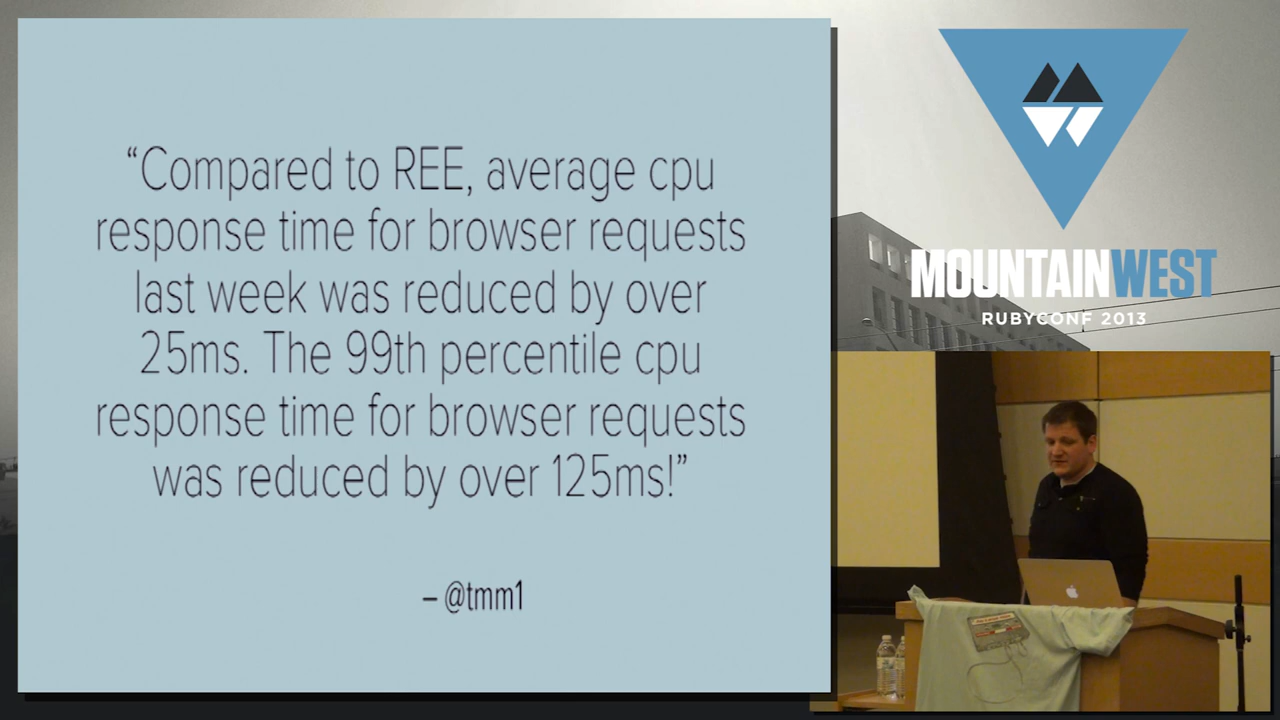 “Compared to REE, average cpu
response time for browser requests
last week was reduced by over
25ms. The 99th percentile cpu
response time for browser requests
was reduced by over 125ms!”
– @tmm1
MOUNTAINWEST
RUBYCONF 2013